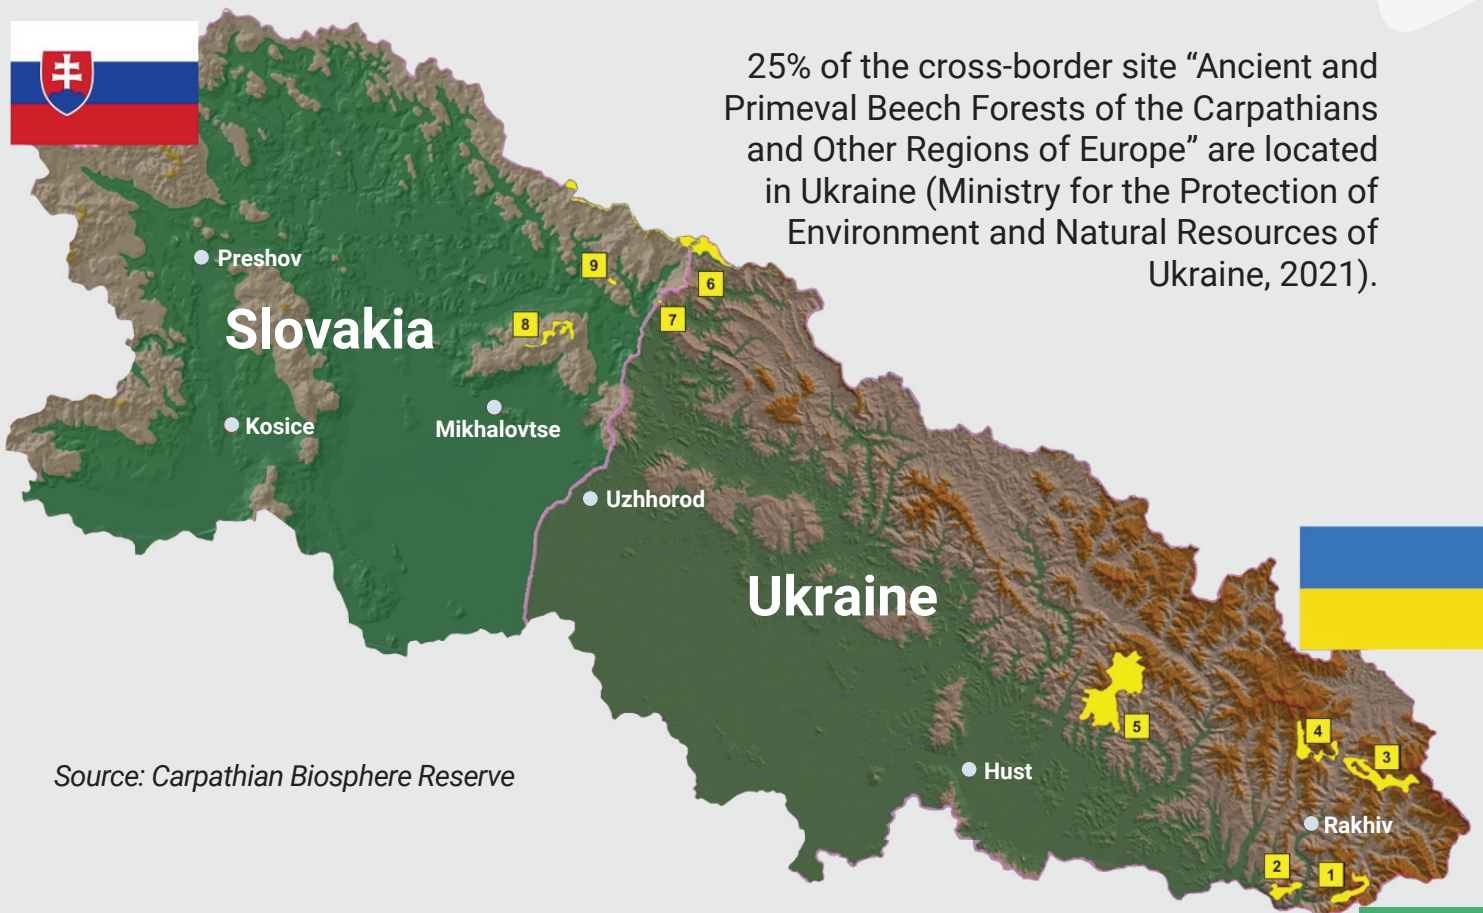 25% of the cross-border site “Ancient and
Primeval Beech Forests of the Carpathians
and Other Regions of Europe” are located
in Ukraine (Ministry for the Protection of
Environment and Natural Resources of
Ukraine, 2021).
Preshov
9
6
7
Slovakia
8
Kosice
Mikhalovtse
Uzhhorod
Ukraine
5
4
3
Hust
Source: Carpathian Biosphere Reserve
Rakhiv
2
1